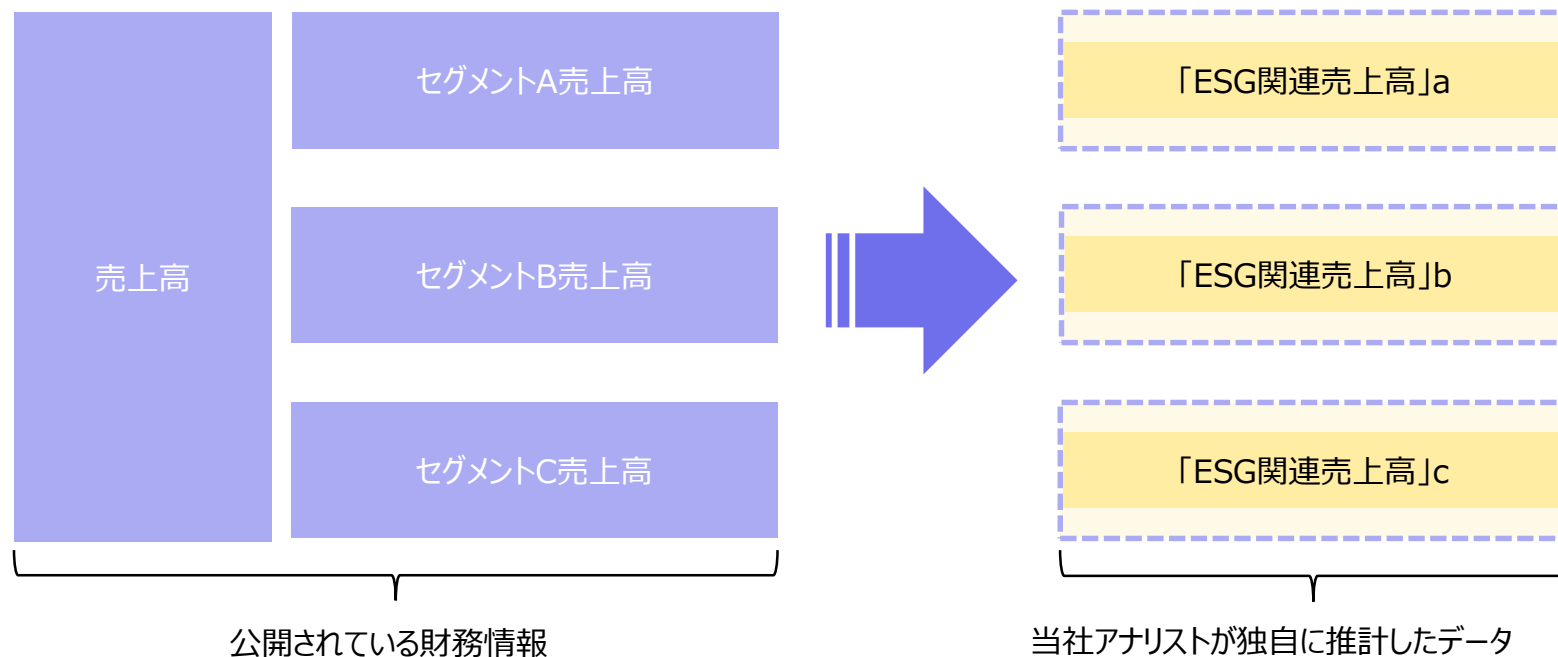 売上高
セグメントA売上高
セグメントB売上高
セグメントC売上高
公開されている財務情報
「ESG関連売上高」a
「ESG関連売上高」b
「ESG関連売上高」c
当社アナリストが独自に推計したデータ